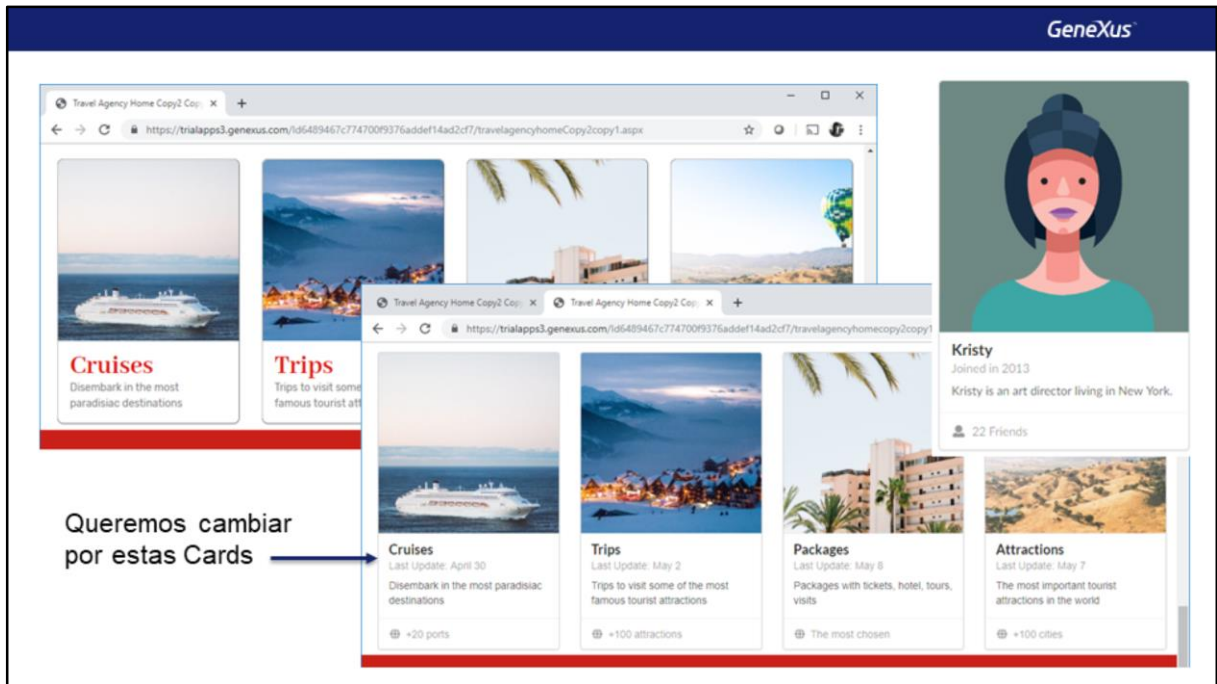 GeneXus
Travel Agency Home Copy2 Cop
https://trialapps3.genexus.com/Id6489467c774700f9376addef14ad2cf7/travelagencyhomeCopy2copy1.aspx
Cruises
Disembark in the most
paradisiac destinations
Trips
Trips to visit some
famous tourist att
Travel Agency Home Copy2 Cop
Travel Agency Home Copy2 Cop
https://trialapps3.genexus.com/Id6489467c774700f9376addef14ad2cf7/travelagencyhomecopy2copy1
Cruises
Last Update: April 30
Disembark in the most paradisiac
destinations
+20 ports
Trips
Last Update: May 2
Trips to visit some of the most
famous tourist attractions
+100 attractions
Packages
Last Update: May 8
Packages with tickets, hotel, tours,
visits
The most chosen
Attractions
Last Update: May 7
The most important tourist
attractions in the world
+100 cities
Kristy
Joined in 2013
Kristy is an art director living in New York.
22 Friends
Queremos cambiar
por estas Cards